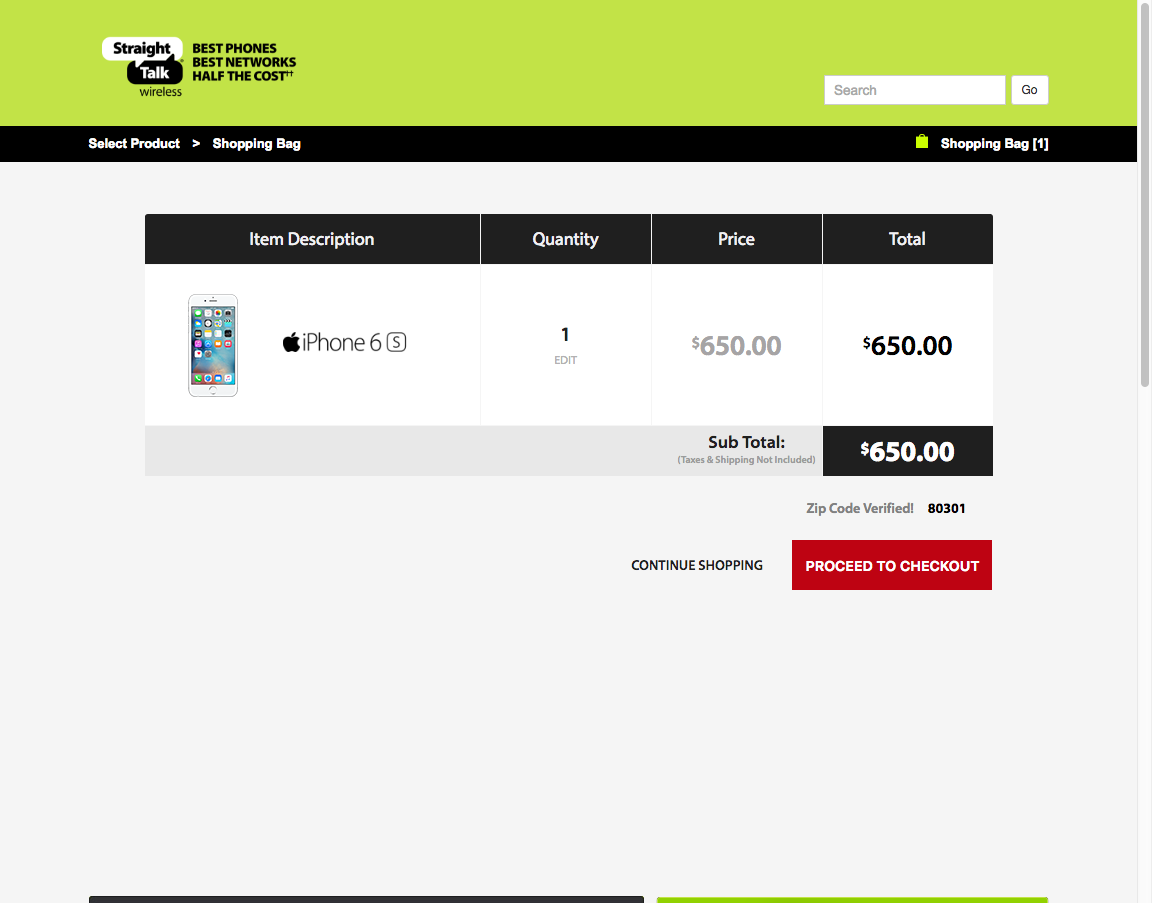 Straight
Talk
wireless
BEST PHONES
BEST NETWORKS
HALF THE COST††
Search
Go
Select Product > Shopping Bag
Shopping Bag [1]
Item Description Quantity Price Total
iPhone 6 S
1
EDIT
$650.00
$650.00
Sub Total:
(Taxes & Shipping Not Included)
$650.00
Zip Code Verified! 80301
CONTINUE SHOPPING
PROCEED TO CHECKOUT